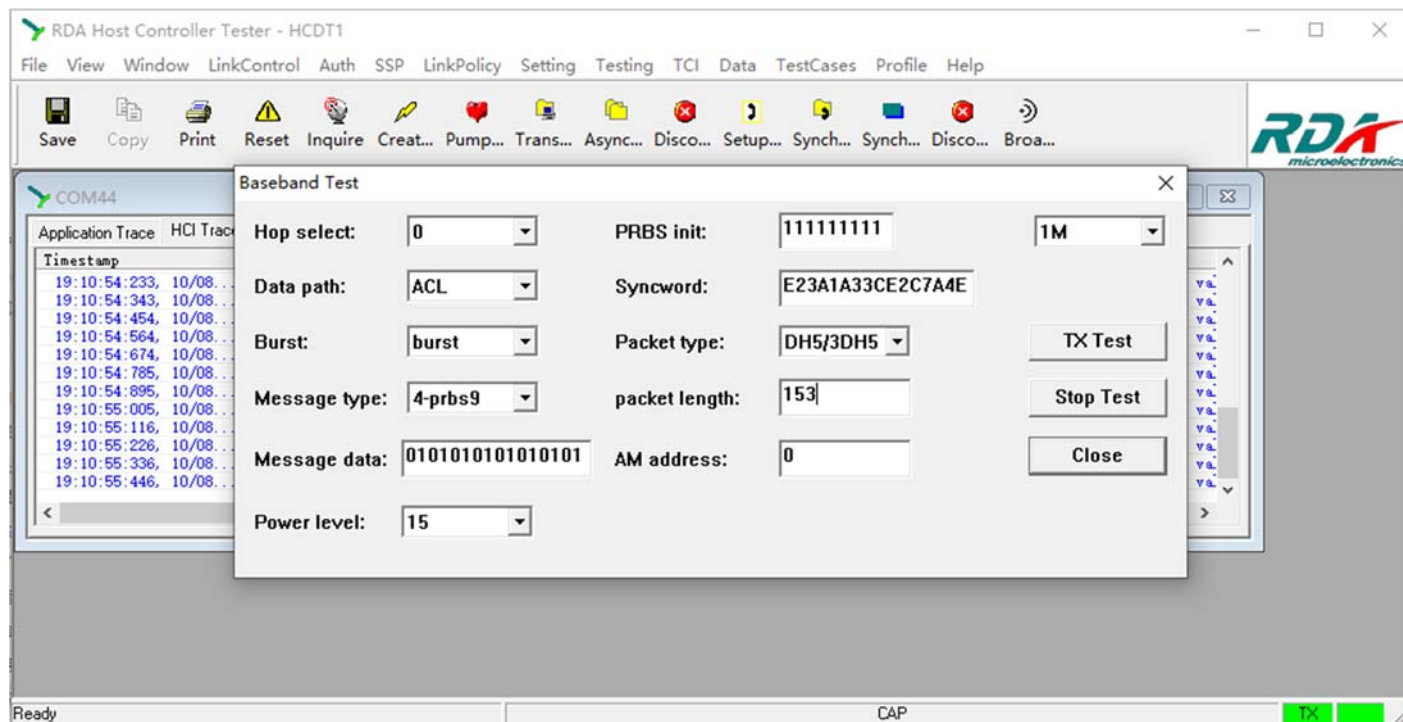 RDA Host Controller Tester - HCDT1
File View Window LinkControl Auth SSP LinkPolicy Setting Testing TCI Data TestCases Profile Help
Save Copy Print Reset Inquire Creat... Pump... Trans... Async... Disco... Setup... Synch... Synch... Disco... Broa...
RDA
microelectronics
COM44
Application Trace HCI Trac
Timestamp
19:10:54:233, 10/08...
19:10:54:343, 10/08...
19:10:54:454, 10/08...
19:10:54:564, 10/08...
19:10:54:674, 10/08...
19:10:54:785, 10/08...
19:10:54:895, 10/08...
19:10:55:005, 10/08...
19:10:55:116, 10/08...
19:10:55:226, 10/08...
19:10:55:336, 10/08...
19:10:55:446, 10/08...
Baseband Test
Hop select: 0 PRBS init: 111111111 1M
Data path: ACL Syncword: E23A1A33CE2C7A4E
Burst: burst Packet type: DH5/3DH5 TX Test
Message type: 4-prbs9 packet length: 153 Stop Test
Message data: 0101010101010101 AM address: 0 Close
Power level: 15
Ready CAP TX